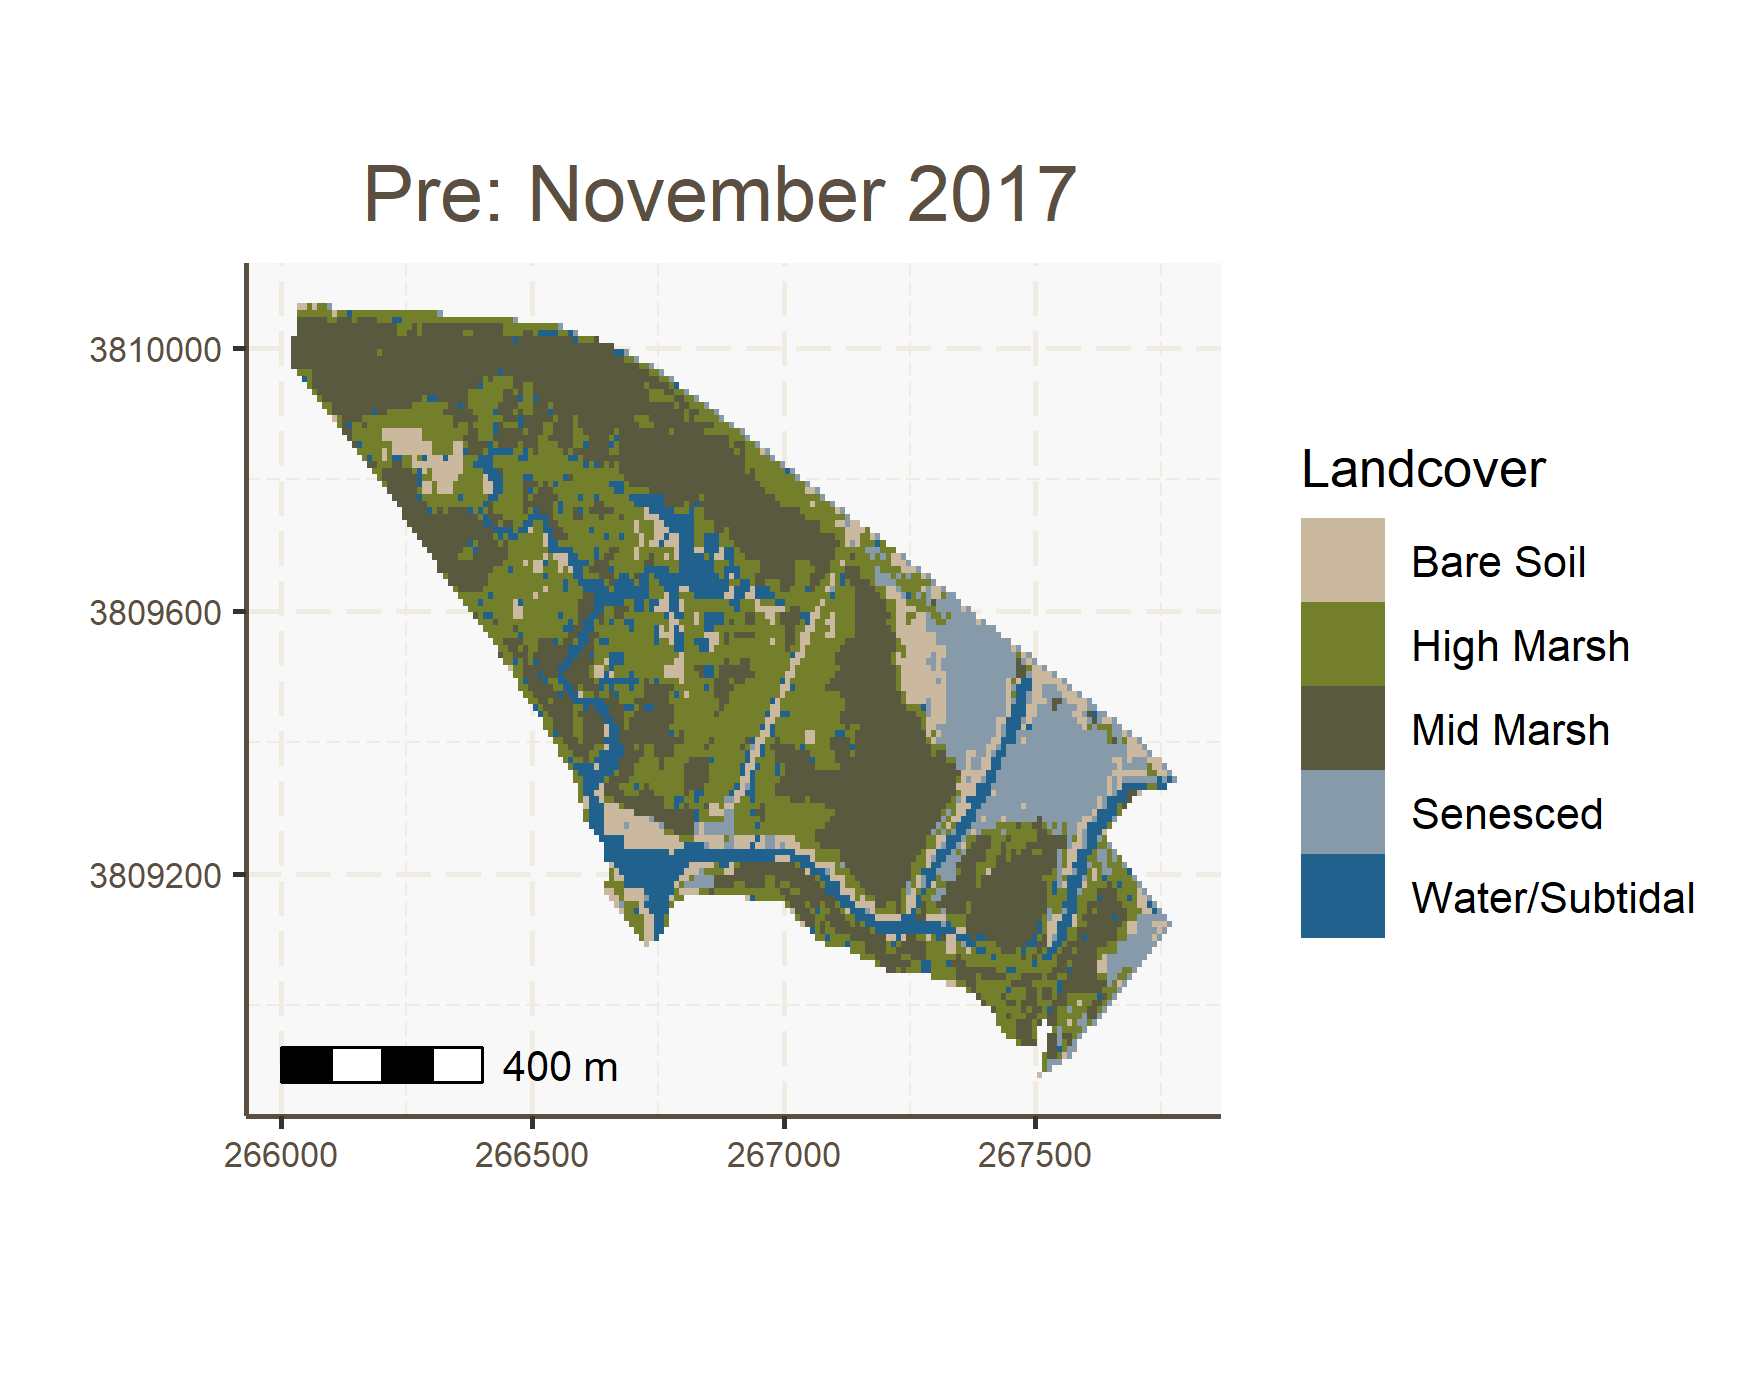 Pre: November 2017
3810000
3809600
3809200
400 m
266000
266500
267000
267500
Landcover
Bare Soil
High Marsh
Mid Marsh
Senesced
Water/Subtidal